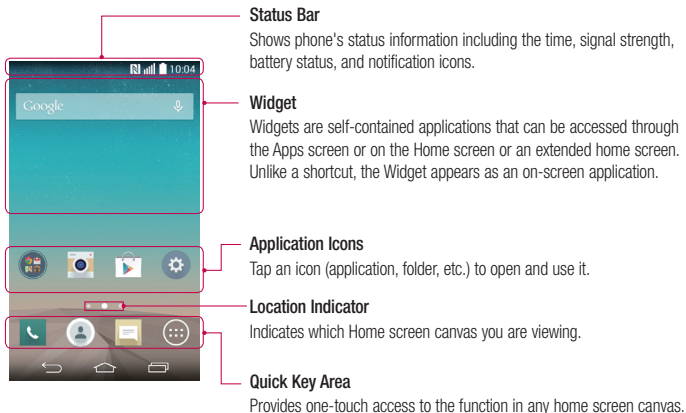 Status Bar
Shows phone's status information including the time, signal strength,
battery status, and notification icons.
10:04
Google
Widget
Widgets are self-contained applications that can be accessed through
the Apps screen or on the Home screen or an extended home screen.
Unlike a shortcut, the Widget appears as an on-screen application.
Application Icons
Tap an icon (application, folder, etc.) to open and use it.
Location Indicator
Indicates which Home screen canvas you are viewing.
Quick Key Area
Provides one-touch access to the function in any home screen canvas.